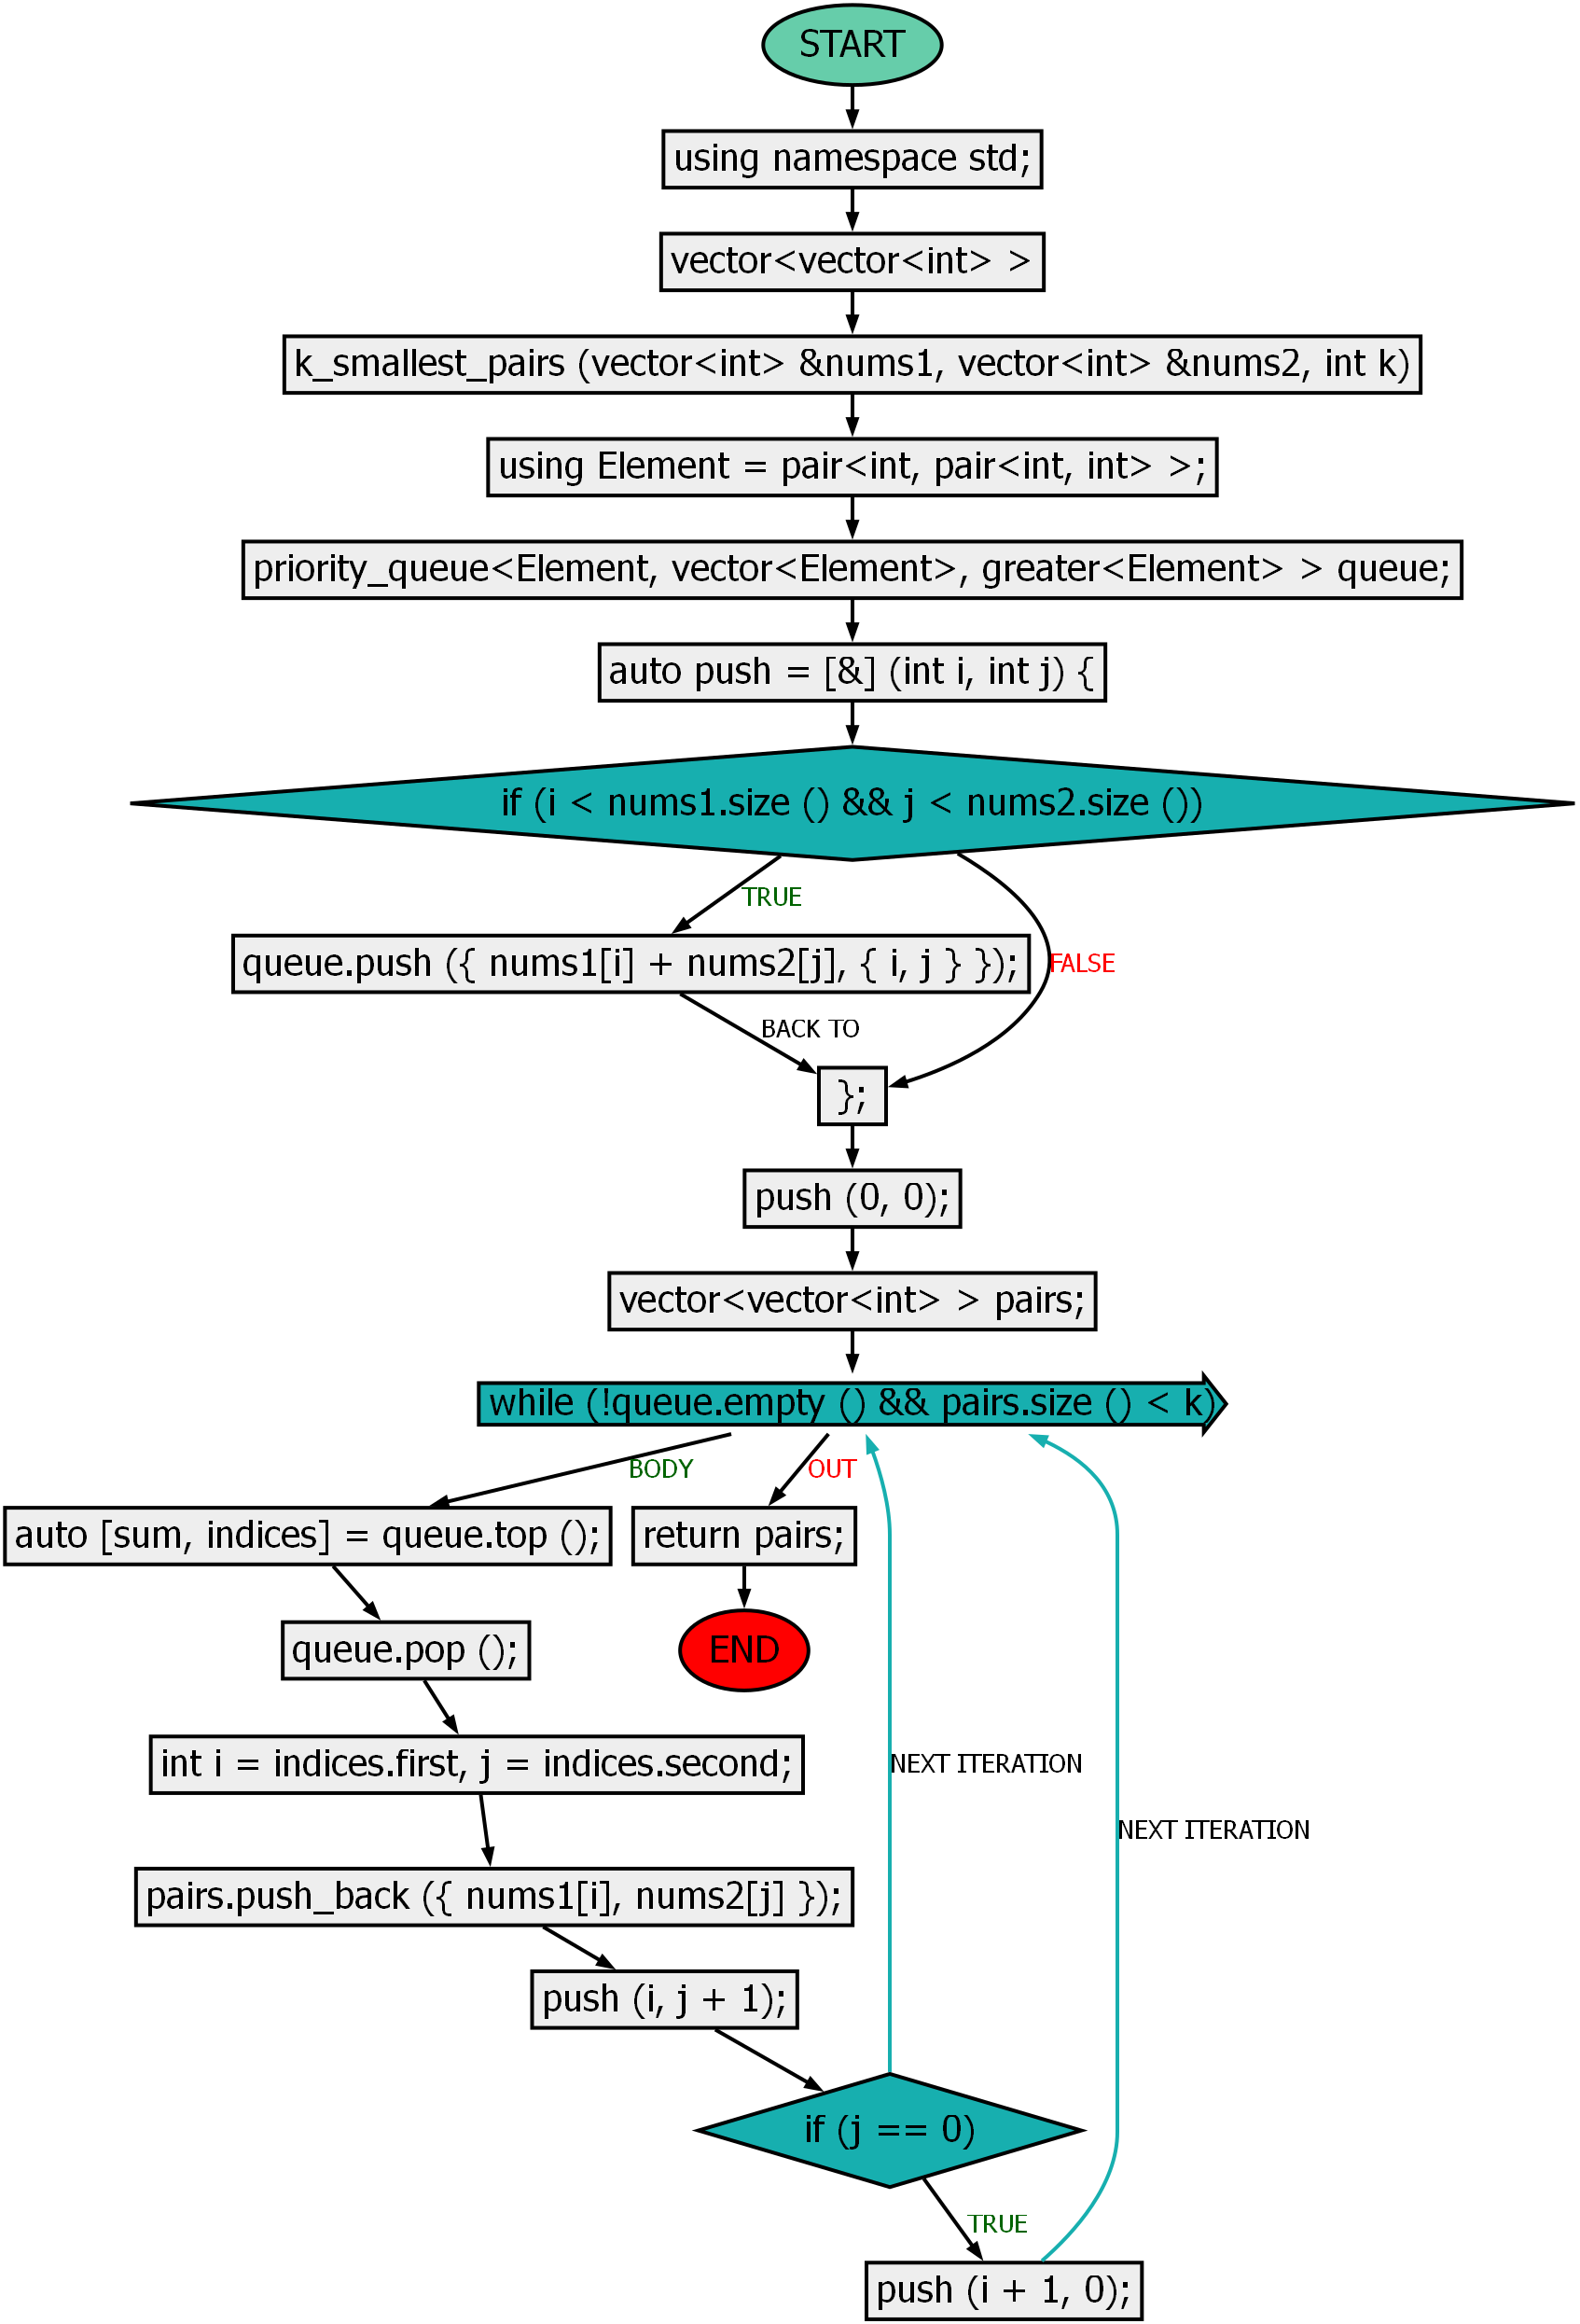 START
using namespace std;
vector<vector<int> >
k_smallest_pairs (vector<int> &nums1, vector<int> &nums2, int k)
using Element = pair<int, pair<int, int> >;
priority_queue<Element, vector<Element>, greater<Element> > queue;
auto push = [&] (int i, int j) {
if (i < nums1.size () && j < nums2.size ())
TRUE
queue.push ({ nums1[i] + nums2[j], { i, j } });
FALSE
BACK TO
};
push (0, 0);
vector<vector<int> > pairs;
while (!queue.empty () && pairs.size () < k)
BODY
OUT
auto [sum, indices] = queue.top ();
return pairs;
queue.pop ();
END
int i = indices.first, j = indices.second;
NEXT ITERATION
NEXT ITERATION
pairs.push_back ({ nums1[i], nums2[j] });
push (i, j + 1);
if (j == 0)
TRUE
push (i + 1, 0);